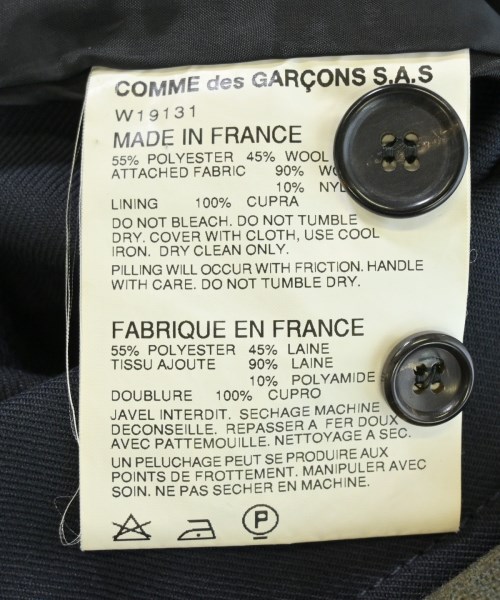 COMME des GARÇONS S.A.S
W19131
MADE IN FRANCE
55% POLYESTER 45% WOOL
ATTACHED FABRIC 90%
10%
LINING 100% CUPRA
DO NOT BLEACH. DO NOT TUMBLE
DRY. COVER WITH CLOTH, USE COOL
IRON. DRY CLEAN ONLY.
PILLING WILL OCCUR WITH FRICTION. HANDLE
WITH CARE. DO NOT TUMBLE DRY.
FABRIQUE EN FRANCE
55% POLYESTER 45% LAINE
TISSU AJOUTE 90% LAINE
10% POLYAMIDE
DOUBLURE 100% CUPRO
JAVEL INTERDIT. SECHAGE MACHINE
DECONSEILLE. REPASSER A FER DOUX
AVEC PATTEMOUILLE. NETTOYAGE A SEC.
UN PELUCHAGE PEUT SE PRODUIRE AUX
POINTS DE FROTTEMENT. MANIPULER AVEC
SOIN. NE PAS SECHER EN MACHINE.
P